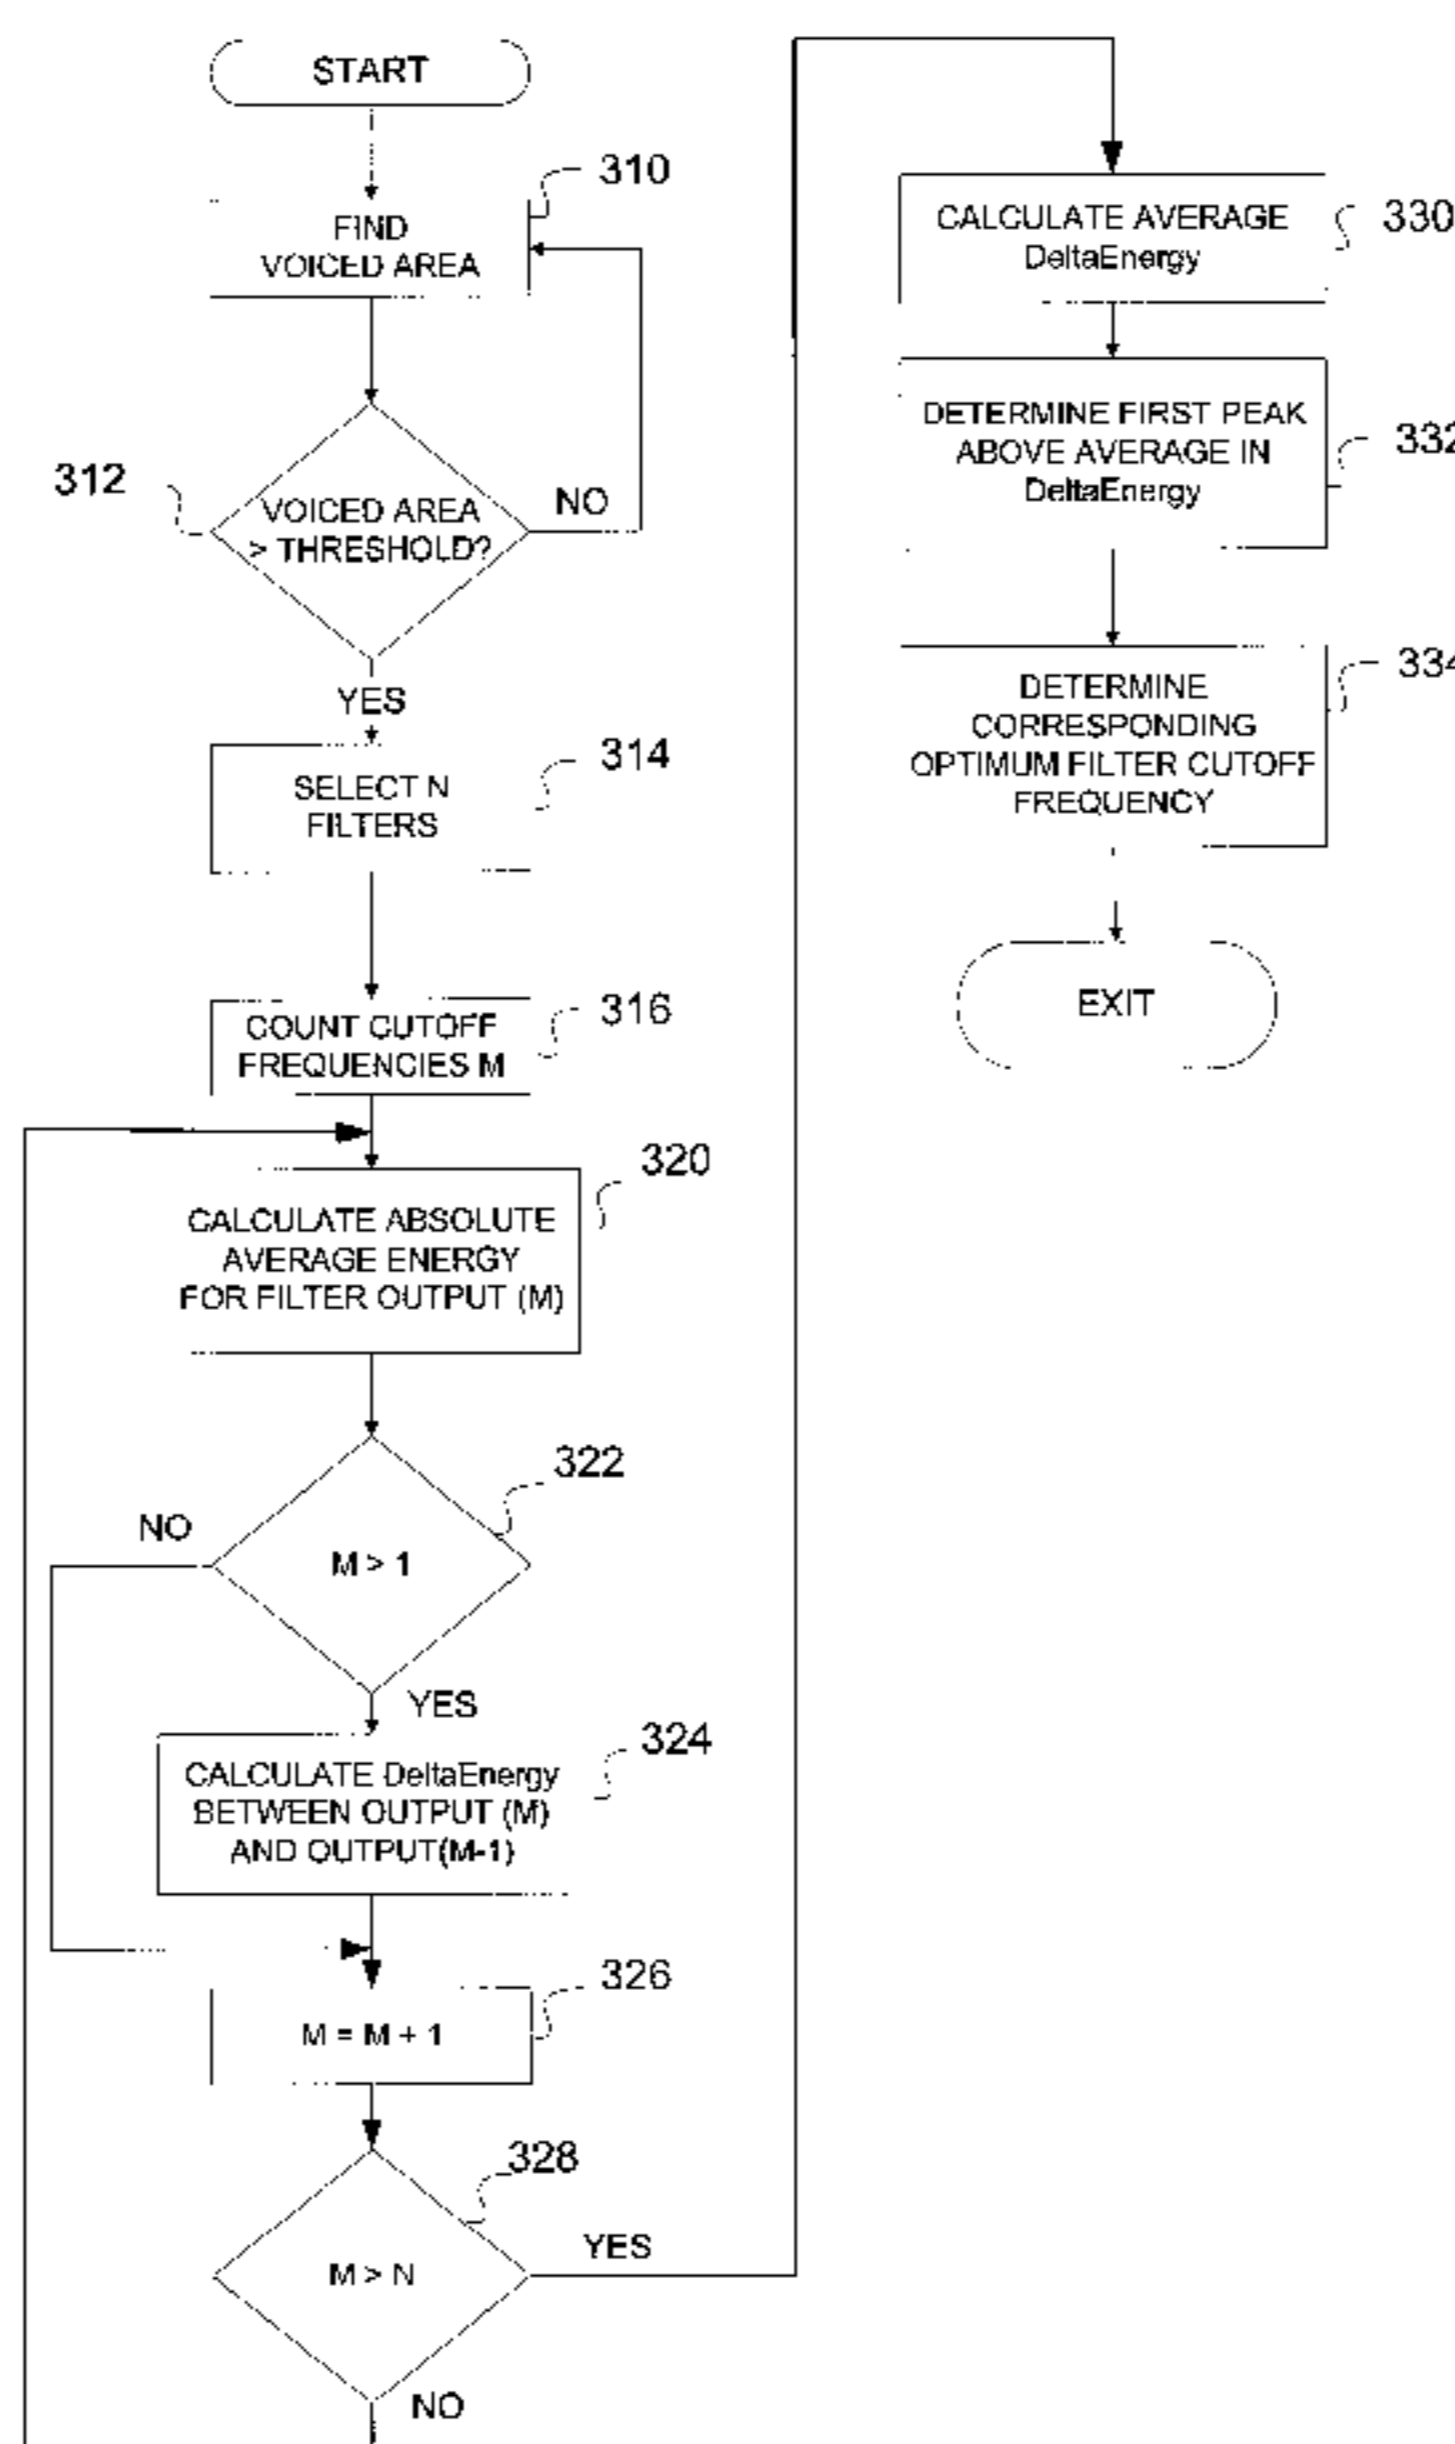 START
310
FIND
VOICED AREA
312
VOICED AREA
> THRESHOLD?
NO
YES
314
SELECT N
FILTERS
316
COUNT CUTOFF
FREQUENCIES M
320
CALCULATE ABSOLUTE
AVERAGE ENERGY
FOR FILTER OUTPUT (M)
322
NO
M > 1
YES
324
CALCULATE DeltaEnergy
BETWEEN OUTPUT (M)
AND OUTPUT(M-1)
326
M = M + 1
328
M > N
YES
NO
330
CALCULATE AVERAGE
DeltaEnergy
332
DETERMINE FIRST PEAK
ABOVE AVERAGE IN
DeltaEnergy
334
DETERMINE
CORRESPONDING
OPTIMUM FILTER CUTOFF
FREQUENCY
EXIT